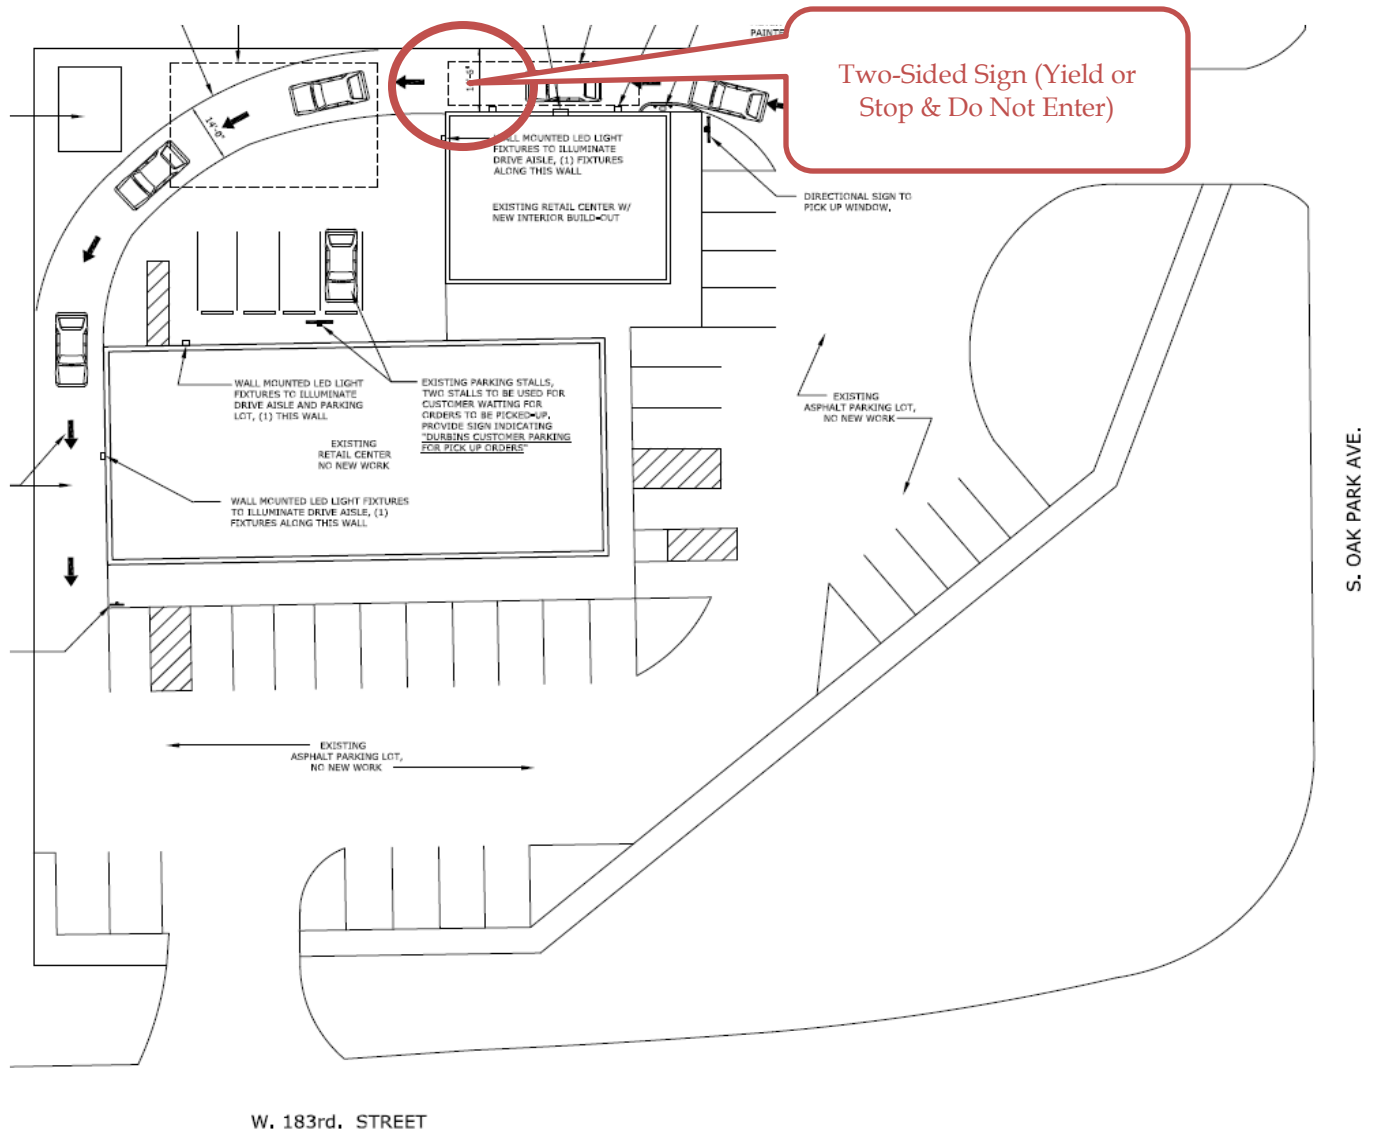 PAINTE
Two-Sided Sign (Yield or
Stop & Do Not Enter)
14'-0"
WALL MOUNTED LED LIGHT
FIXTURES TO ILLUMINATE
DRIVE AISLE, (1) FIXTURES
ALONG THIS WALL
EXISTING RETAIL CENTER W/
NEW INTERIOR BUILD-OUT
DIRECTIONAL SIGN TO
PICK UP WINDOW.
WALL MOUNTED LED LIGHT
FIXTURES TO ILLUMINATE
DRIVE AISLE AND PARKING
LOT, (1) THIS WALL
EXISTING PARKING STALLS,
TWO STALLS TO BE USED FOR
CUSTOMER WAITING FOR
ORDERS TO BE PICKED-UP.
PROVIDE SIGN INDICATING
"DURBINS CUSTOMER PARKING
FOR PICK UP ORDERS"
EXISTING
RETAIL CENTER
NO NEW WORK
EXISTING
ASPHALT PARKING LOT,
NO NEW WORK
WALL MOUNTED LED LIGHT FIXTURES
TO ILLUMINATE DRIVE AISLE, (1)
FIXTURES ALONG THIS WALL
S. OAK PARK AVE.
EXISTING
ASPHALT PARKING LOT,
NO NEW WORK
W. 183rd. STREET